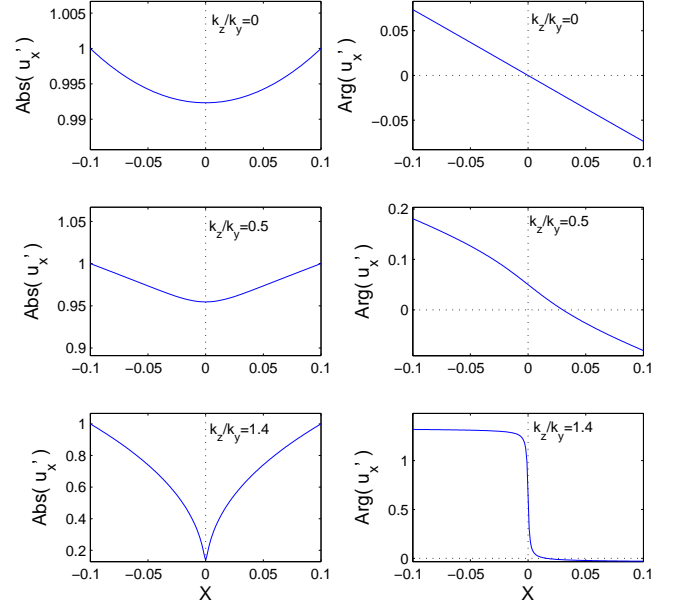 1.005
1
0.995
0.99
Abs( u_x' )
k_z/k_y=0
−0.1 −0.05 0 0.05 0.1
0.05
0
−0.05
Arg( u_x' )
k_z/k_y=0
−0.1 −0.05 0 0.05 0.1
1.05
1
0.95
0.9
Abs( u_x' )
k_z/k_y=0.5
−0.1 −0.05 0 0.05 0.1
0.2
0.1
0
Arg( u_x' )
k_z/k_y=0.5
−0.1 −0.05 0 0.05 0.1
1
0.8
0.6
0.4
0.2
Abs( u_x' )
k_z/k_y=1.4
−0.1 −0.05 0 0.05 0.1
X
1
0.5
0
Arg( u_x' )
k_z/k_y=1.4
−0.1 −0.05 0 0.05 0.1
X